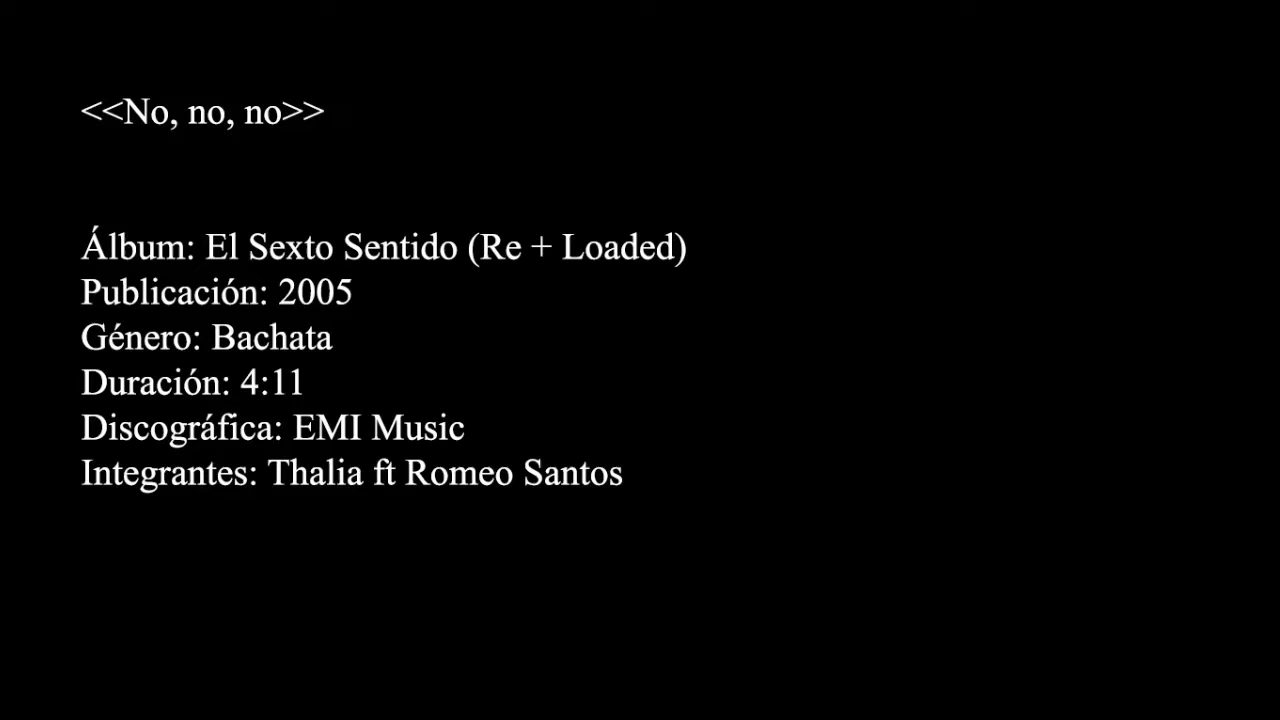 <<No, no, no>>
Álbum: El Sexto Sentido (Re + Loaded)
Publicación: 2005
Género: Bachata
Duración: 4:11
Discográfica: EMI Music
Integrantes: Thalia ft Romeo Santos